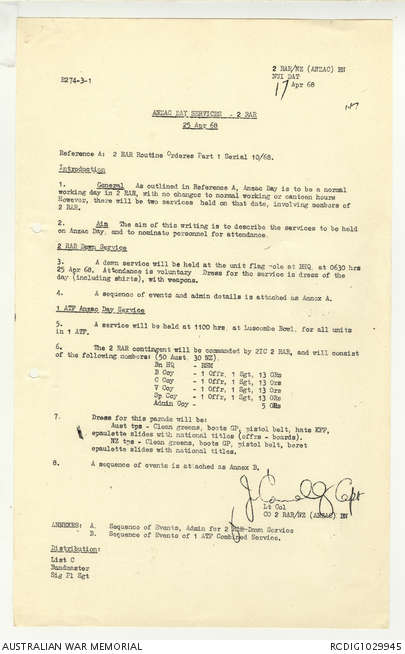 2 RAR/NZ (ANZAC) BN
R274-3-1
NUI DAT
17 Apr 68
ANZAC DAY SERVICES - 2 RAR
25 Apr 68
Reference A: 2 RAR Routine Orderes Part 1 Serial 10/68.
Introduction
1. General As outlined in Reference A, Anzac Day is to be a normal
working day in 2 RAR, with no changes to normal working or canteen hours
However, there will be two services held on that date, involving members of
2 RAR.
2. Aim The aim of this writing is to describe the services to be held
on Anzac Day, and to nominate personnel for attendance.
2 RAR Dawn Service
3. A dawn service will be held at the unit flag pole at BHQ, at 0630 hrs
25 Apr 68. Attendance is voluntary Dress for the service is dress of the
day (including shirts), with weapons.
4. A sequence of events and admin details is attached as Annex A.
1 ATF Anzac Day Service
5. A service will be held at 1100 hrs, at Luscombe Bowl, for all units
in 1 ATF.
6. The 2 RAR contingent will be commanded by 2IC 2 RAR, and will consist
of the following numbers: (50 Aust, 30 NZ).
Bn HQ - RSM
B Coy - 1 Offr, 1 Sgt, 13 ORs
C Coy - 1 Offr, 1 Sgt, 13 Ors
V Coy - 1 Offr, 1 Sgt, 13 Ors
Sp Coy - 1 Offr, 1 Sgt, 13 Ors
Admin Coy - 5 ORs
7. Dress for this parade will be:
Aust tps - Clean greens, boots GP, pistol belt, hats KFF,
epaulette slides with national titles (offrs - boards).
NZ tps - Clean greens, boots GP, pistol belt, beret
epaulette slides with national titles.
8. A sequence of events is attached as Annex B.
Capt
Lt Col
CO 2 RAR/NZ (ANZAC) BN
ANNEXES: A. Sequence of Events, Admin for 2 RAR Dawn Service
B. Sequence of Events of 1 ATF Combined Service.
Distribution:
List C
Bandmaster
Sig Pl Sgt
AUSTRALIAN WAR MEMORIAL
RCDIG1029945